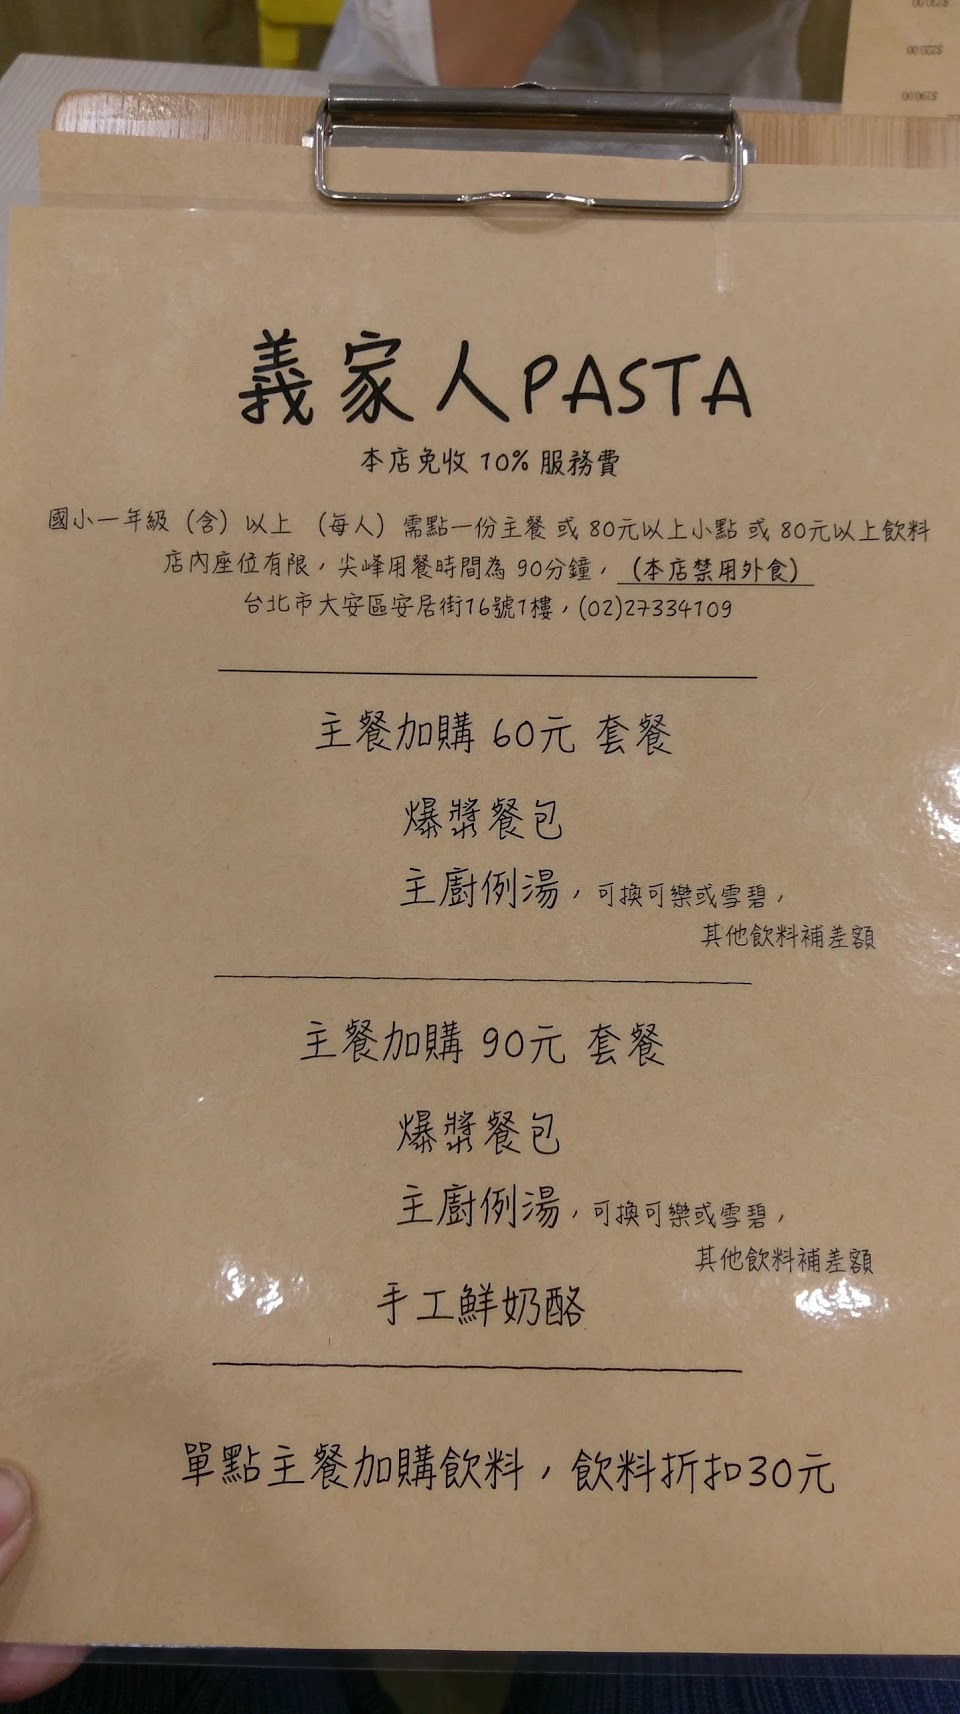 $290.00
$220.00
$190.00
義家人PASTA
本店免收 10% 服務費
國小一年級（含）以上 （每人）需點一份主餐 或 80元以上小點 或 80元以上飲料
店內座位有限，尖峰用餐時間為 90分鐘，（本店禁用外食）
台北市大安區安居街16號1樓，(02)27334109
主餐加購 60元 套餐
爆漿餐包
主廚例湯，可換可樂或雪碧，
其他飲料補差額
主餐加購 90元 套餐
爆漿餐包
主廚例湯，可換可樂或雪碧，
其他飲料補差額
手工鮮奶酪
單點主餐加購飲料，飲料折扣30元